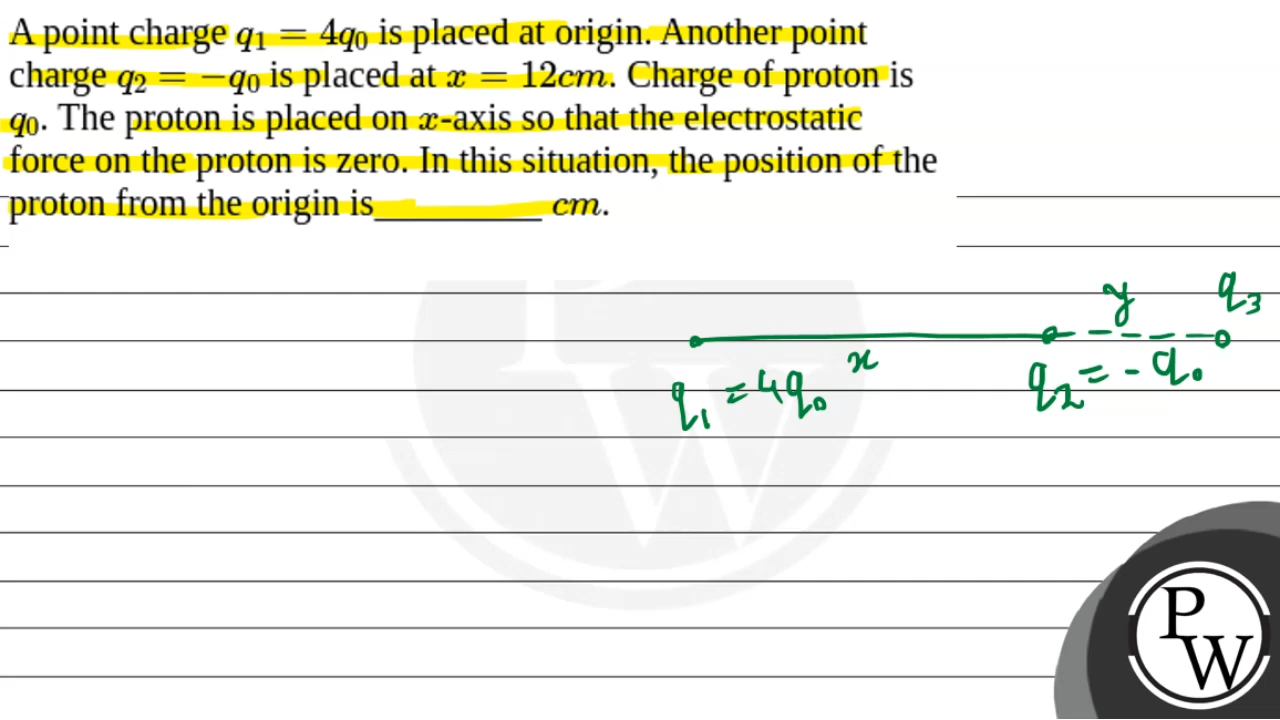 A point charge q₁ = 4q₀ is placed at origin. Another point
charge q₂ = −q₀ is placed at x = 12cm. Charge of proton is
q₀. The proton is placed on x-axis so that the electrostatic
force on the proton is zero. In this situation, the position of the
proton from the origin is__________ cm.
y q₃
x
q₁ = 4q₀ q₂ = - q₀
P
W